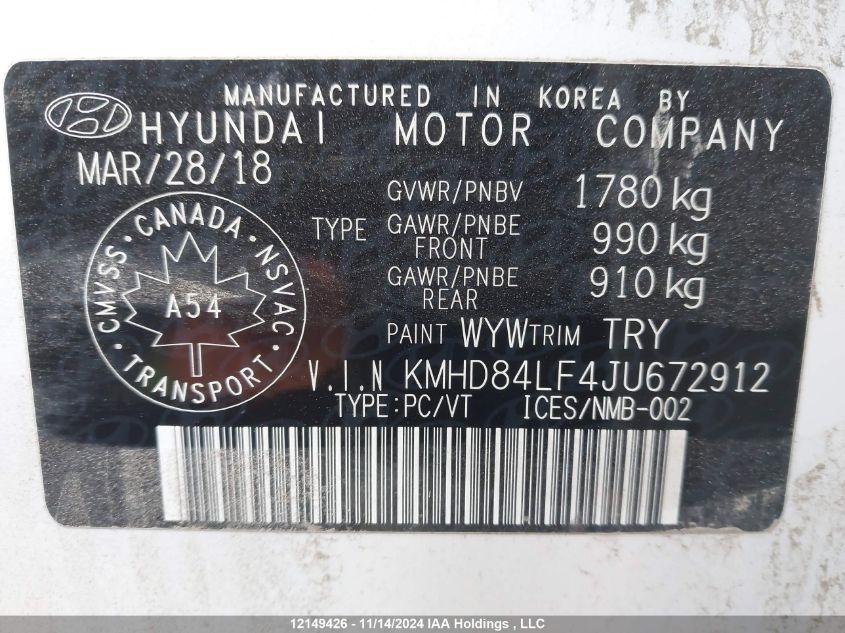 MANUFACTURED IN KOREA BY
HYUNDAI MOTOR COMPANY
MAR/28/18
GVWR/PNBV 1780 kg
TYPE GAWR/PNBE FRONT 990 kg
GAWR/PNBE REAR 910 kg
CMVSS · CANADA · NSVAC · TRANSPORT ·
A54
PAINT WYW TRIM TRY
V.I.N KMHD84LF4JU672912
TYPE:PC/VT ICES/NMB-002
12149426 - 11/14/2024 IAA Holdings , LLC